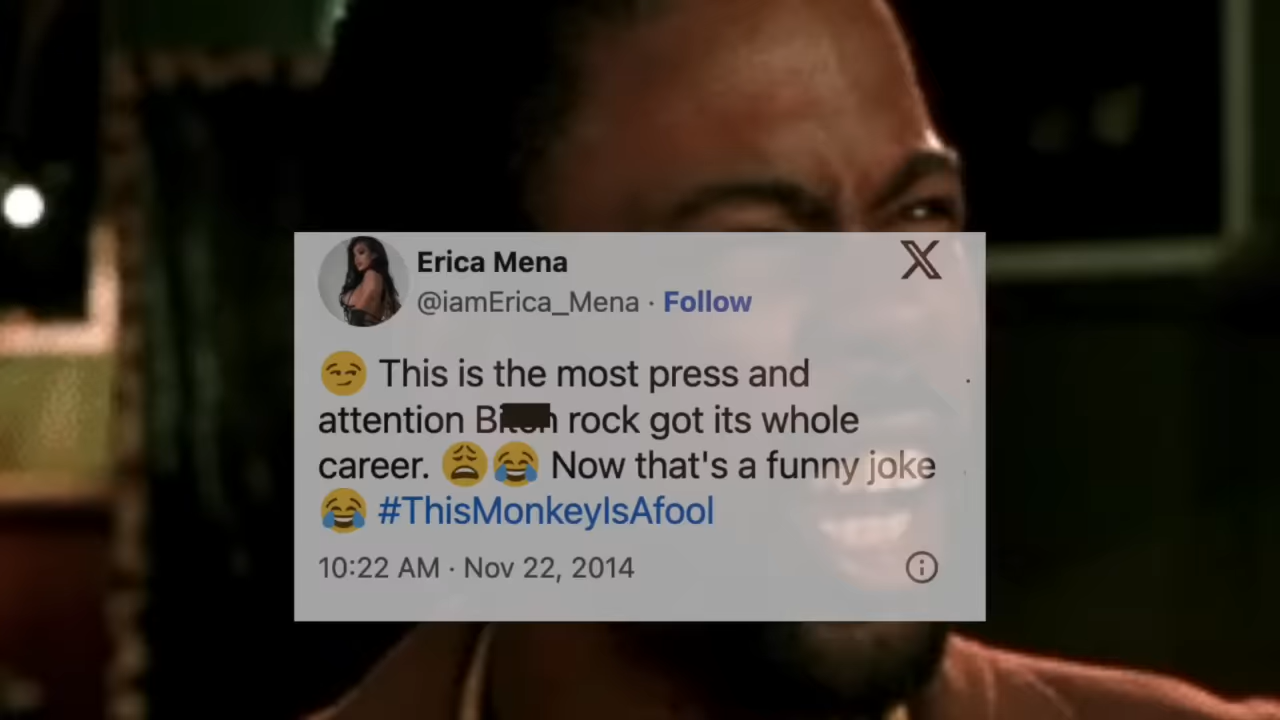 Erica Mena
@iamErica_Mena · Follow
😏 This is the most press and
attention rock got its whole
career. 😩😂 Now that's a funny joke
😂 #ThisMonkeyIsAfool
10:22 AM · Nov 22, 2014